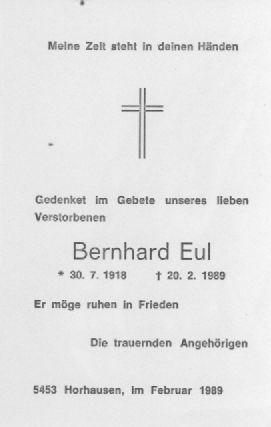 Meine Zeit steht in deinen Händen
Gedenket im Gebete unseres lieben
Verstorbenen
Bernhard Eul
* 30. 7. 1918 † 20. 2. 1989
Er möge ruhen in Frieden
Die trauernden Angehörigen
5453 Horhausen, im Februar 1989